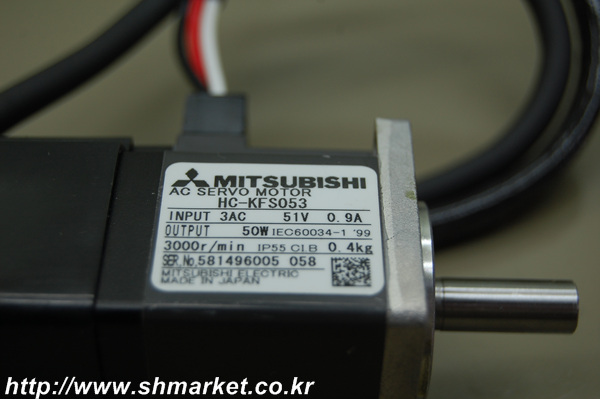 MITSUBISHI
AC SERVO MOTOR
HC-KFS053
INPUT 3AC 51V 0.9A
OUTPUT 50W IEC60034-1 '99
3000r/min IP55 Cl.B 0.4kg
SER.No.581496005 058
MITSUBISHI ELECTRIC
MADE IN JAPAN
http://www.shmarket.co.kr